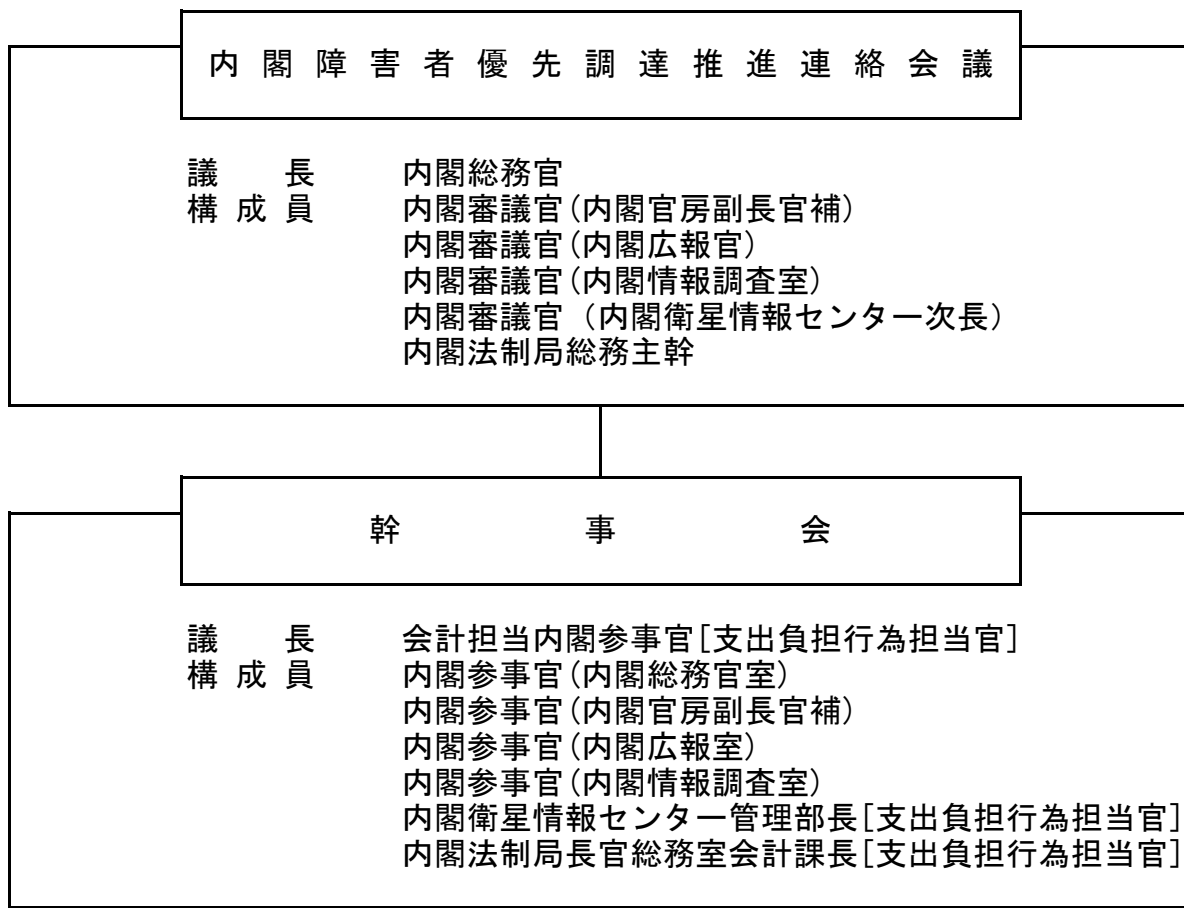 内閣障害者優先調達推進連絡会議
議長 内閣総務官
構成員 内閣審議官(内閣官房副長官補)
内閣審議官(内閣広報官)
内閣審議官(内閣情報調査室)
内閣審議官（内閣衛星情報センター次長）
内閣法制局総務主幹
幹事会
議長 会計担当内閣参事官[支出負担行為担当官]
構成員 内閣参事官(内閣総務官室)
内閣参事官(内閣官房副長官補)
内閣参事官(内閣広報室)
内閣参事官(内閣情報調査室)
内閣衛星情報センター管理部長[支出負担行為担当官]
内閣法制局長官総務室会計課長[支出負担行為担当官]